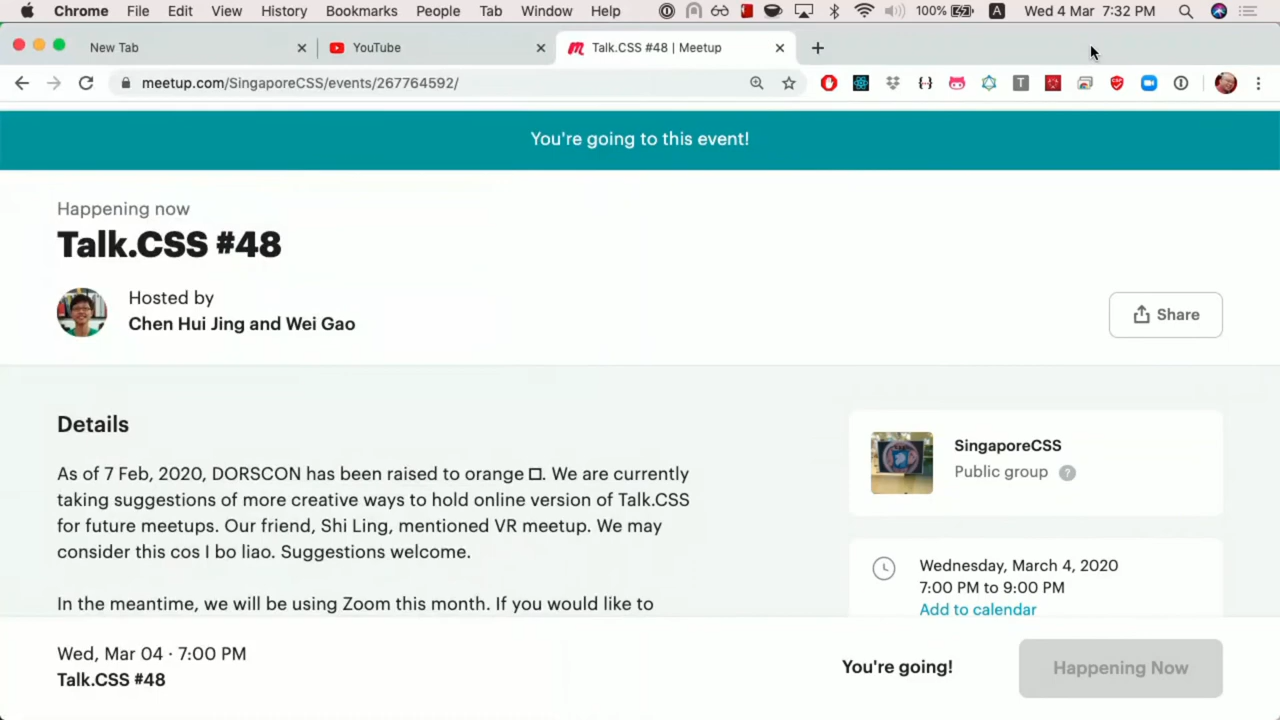 Chrome File Edit View History Bookmarks People Tab Window Help 100% A Wed 4 Mar 7:32 PM
New Tab YouTube Talk.CSS #48 | Meetup
meetup.com/SingaporeCSS/events/267764592/
You're going to this event!
Happening now
Talk.CSS #48
Hosted by
Chen Hui Jing and Wei Gao
Share
Details
As of 7 Feb, 2020, DORSCON has been raised to orange □. We are currently
taking suggestions of more creative ways to hold online version of Talk.CSS
for future meetups. Our friend, Shi Ling, mentioned VR meetup. We may
consider this cos I bo liao. Suggestions welcome.
In the meantime, we will be using Zoom this month. If you would like to
SingaporeCSS
Public group ?
Wednesday, March 4, 2020
7:00 PM to 9:00 PM
Add to calendar
Wed, Mar 04 · 7:00 PM
Talk.CSS #48
You're going!
Happening Now